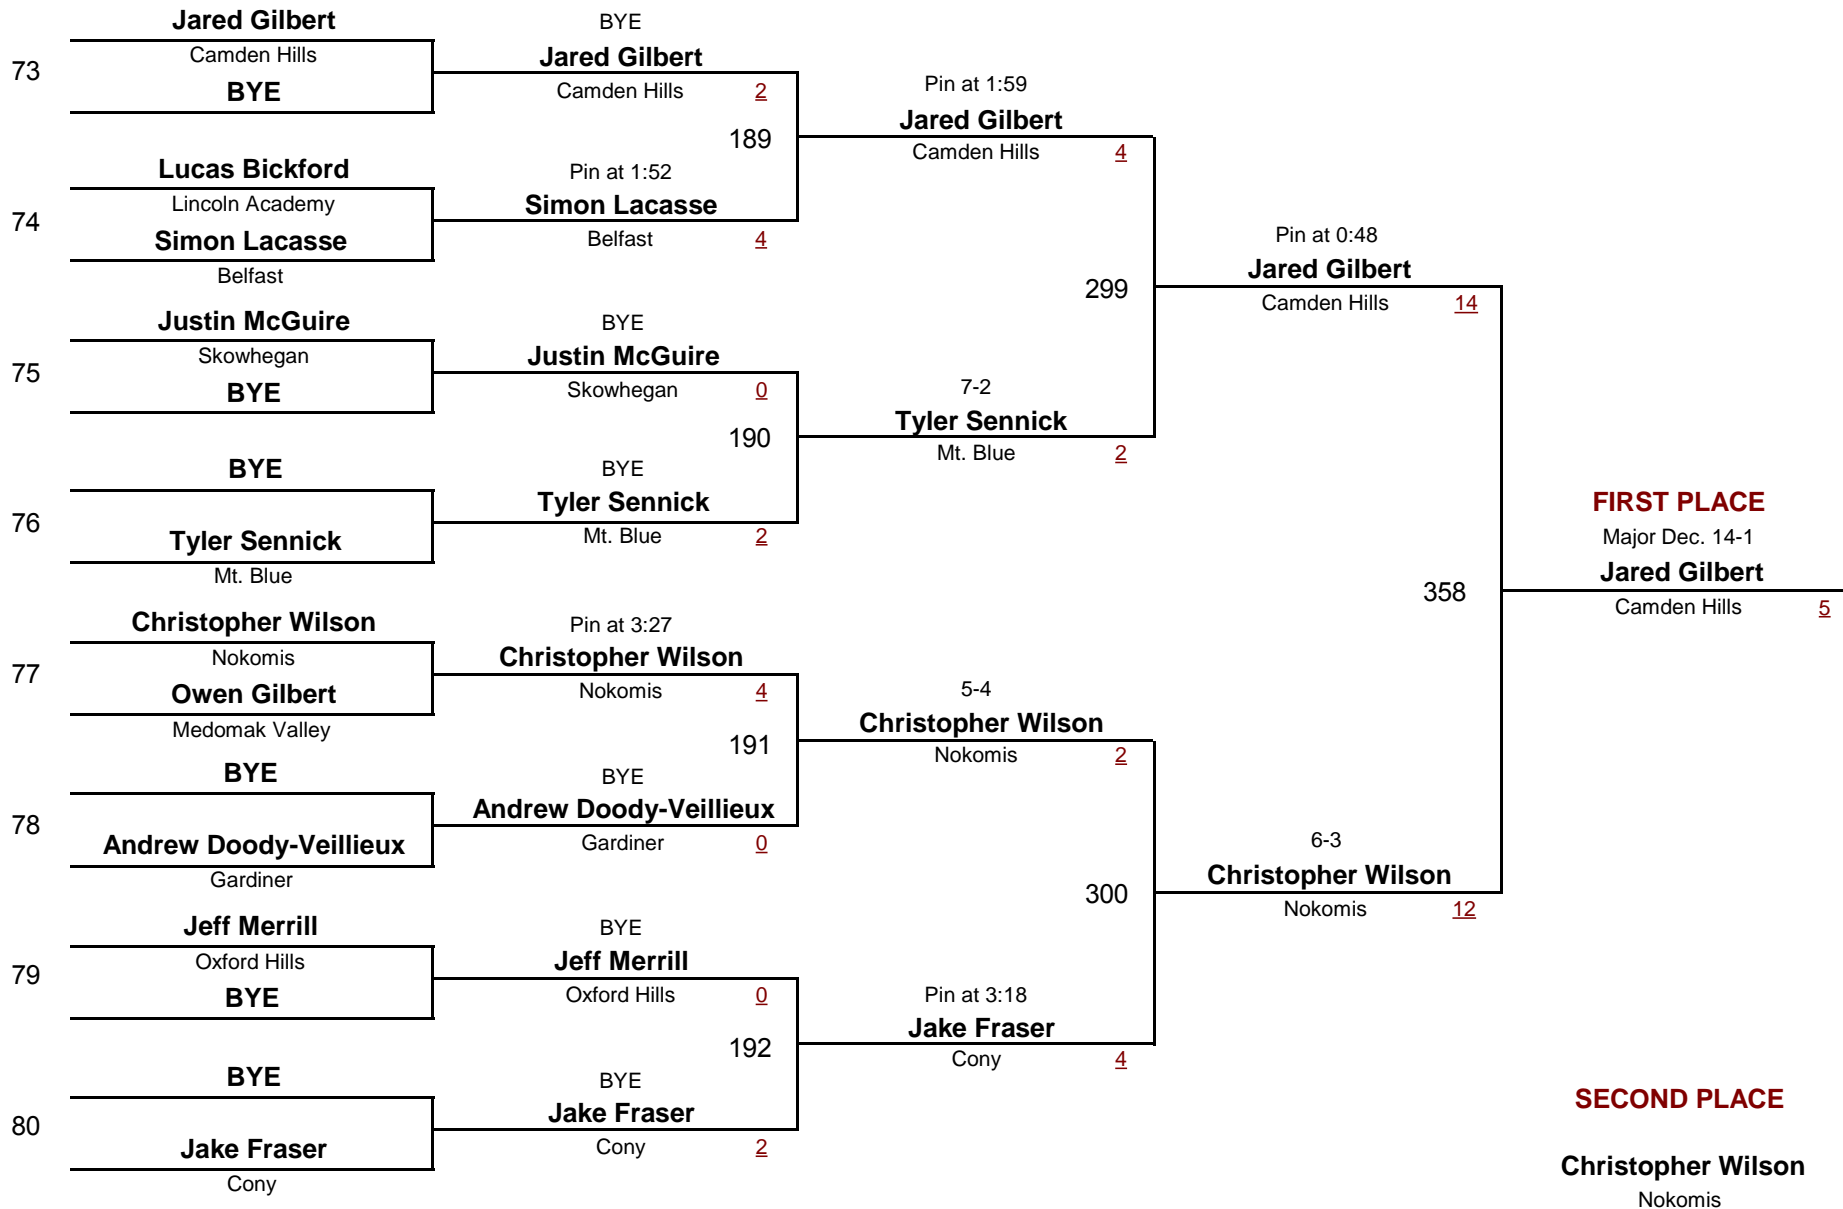 Jared Gilbert
Camden Hills
73
BYE
Lucas Bickford
Lincoln Academy
74
Simon Lacasse
Belfast
Justin McGuire
Skowhegan
75
BYE
BYE
76
Tyler Sennick
Mt. Blue
Christopher Wilson
Nokomis
77
Owen Gilbert
Medomak Valley
BYE
78
Andrew Doody-Veillieux
Gardiner
Jeff Merrill
Oxford Hills
79
BYE
BYE
80
Jake Fraser
Cony
BYE
Jared Gilbert
Camden Hills 2
189
Pin at 1:52
Simon Lacasse
Belfast 4
BYE
Justin McGuire
Skowhegan 0
190
BYE
Tyler Sennick
Mt. Blue 2
Pin at 3:27
Christopher Wilson
Nokomis 4
191
BYE
Andrew Doody-Veillieux
Gardiner 0
BYE
Jeff Merrill
Oxford Hills 0
192
BYE
Jake Fraser
Cony 2
Pin at 1:59
Jared Gilbert
Camden Hills 4
299
7-2
Tyler Sennick
Mt. Blue 2
5-4
Christopher Wilson
Nokomis 2
300
Pin at 3:18
Jake Fraser
Cony 4
Pin at 0:48
Jared Gilbert
Camden Hills 14
358
6-3
Christopher Wilson
Nokomis 12
FIRST PLACE
Major Dec. 14-1
Jared Gilbert
Camden Hills 5
SECOND PLACE
Christopher Wilson
Nokomis